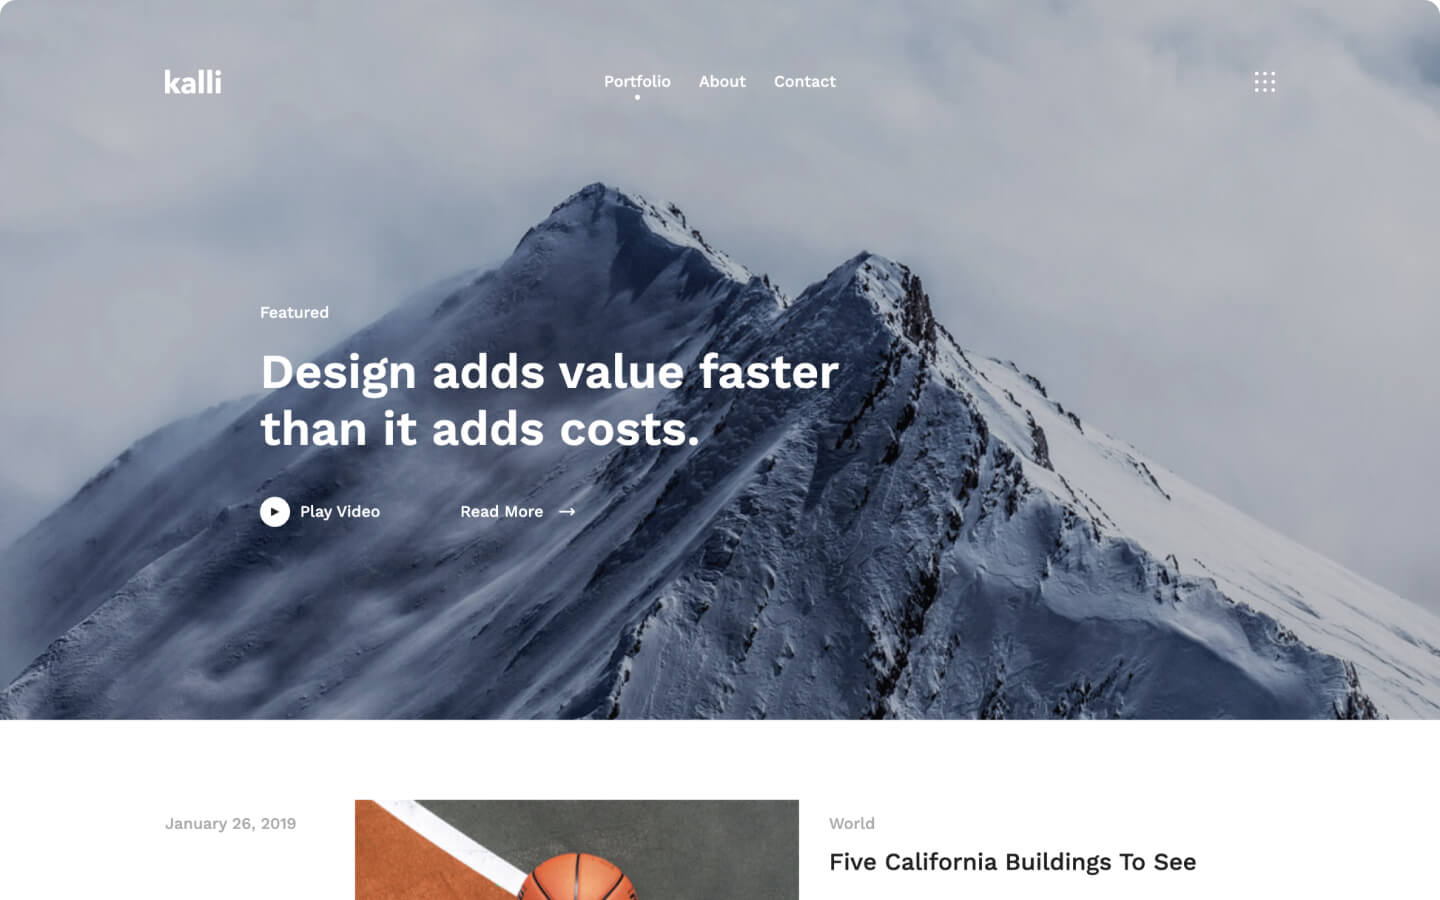 kalli
Portfolio About Contact
Featured
Design adds value faster
than it adds costs.
Play Video Read More →
January 26, 2019
World
Five California Buildings To See